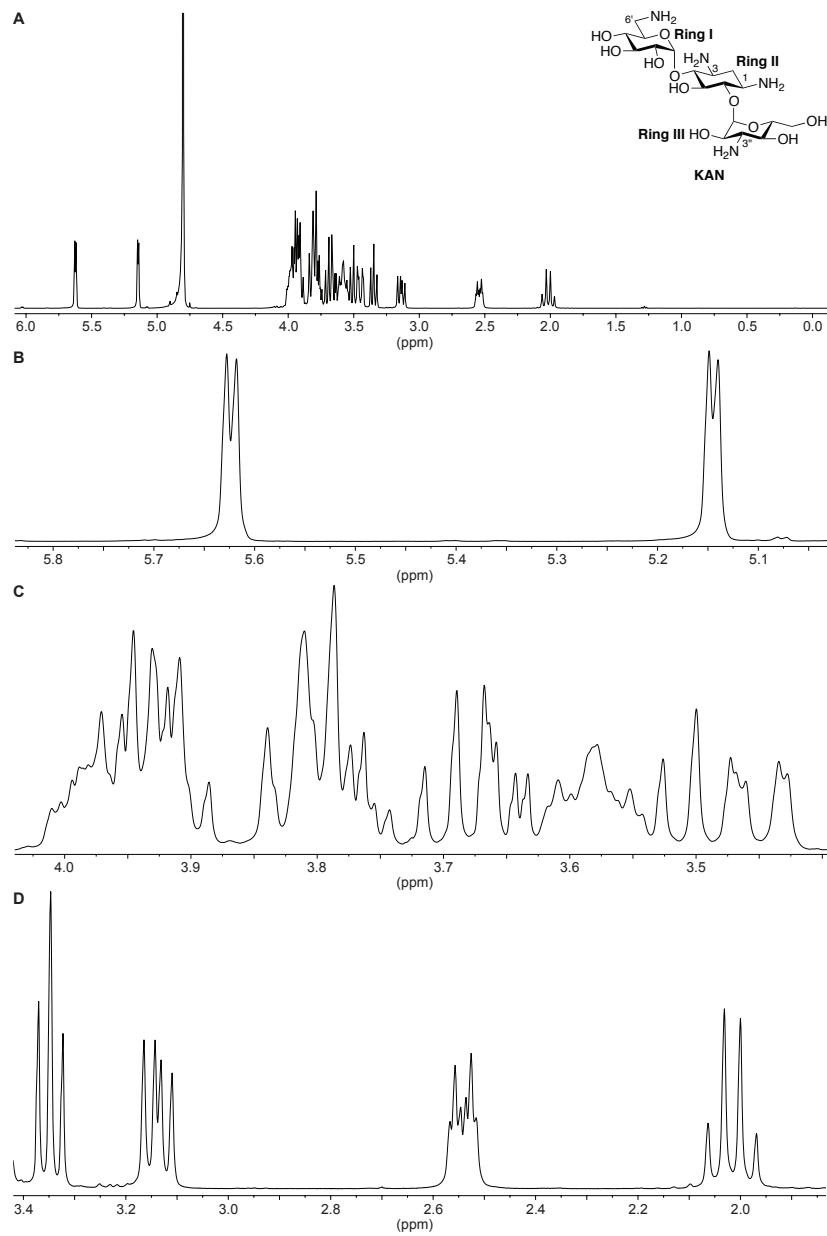 A
6' NH2
HO O Ring I
HO H2N Ring II
HO 3 1
O NH2
HO
O
O OH
Ring III HO OH
H2N 3"
KAN
6.0 5.5 5.0 4.5 4.0 3.5 3.0 2.5 2.0 1.5 1.0 0.5 0.0
(ppm)
B
5.8 5.7 5.6 5.5 5.4 5.3 5.2 5.1
(ppm)
C
4.0 3.9 3.8 3.7 3.6 3.5
(ppm)
D
3.4 3.2 3.0 2.8 2.6 2.4 2.2 2.0
(ppm)